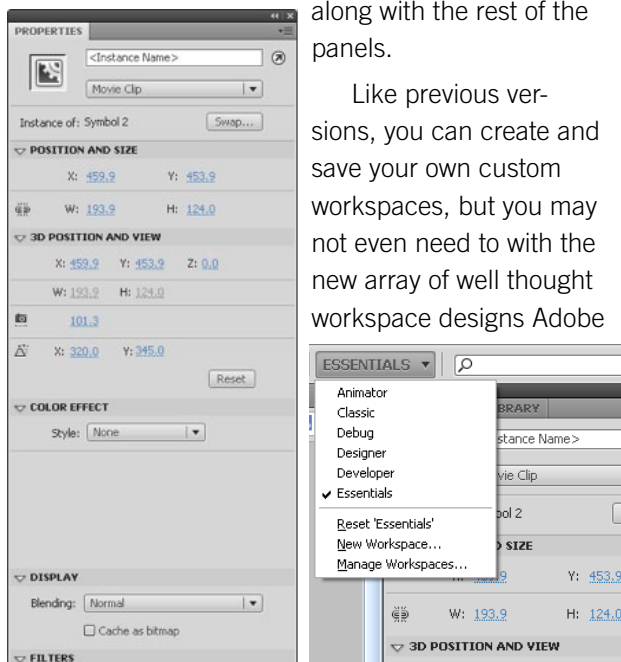 PROPERTIES
<Instance Name>
Movie Clip
Instance of: Symbol 2 Swap...
POSITION AND SIZE
X: 459.9 Y: 453.9
W: 193.9 H: 124.0
3D POSITION AND VIEW
X: 459.9 Y: 453.9 Z: 0.0
W: 193.9 H: 124.0
101.3
X: 320.0 Y: 345.0
Reset
COLOR EFFECT
Style: None
DISPLAY
Blending: Normal
Cache as bitmap
FILTERS
along with the rest of the
panels.
Like previous ver-
sions, you can create and
save your own custom
workspaces, but you may
not even need to with the
new array of well thought
workspace designs Adobe
ESSENTIALS
Animator
Classic
Debug
Designer
Developer
Essentials
Reset 'Essentials'
New Workspace...
Manage Workspaces...
BRARY
stance Name>
vie Clip
bol 2
SIZE
Y: 453.9
W: 193.9 H: 124.0
3D POSITION AND VIEW